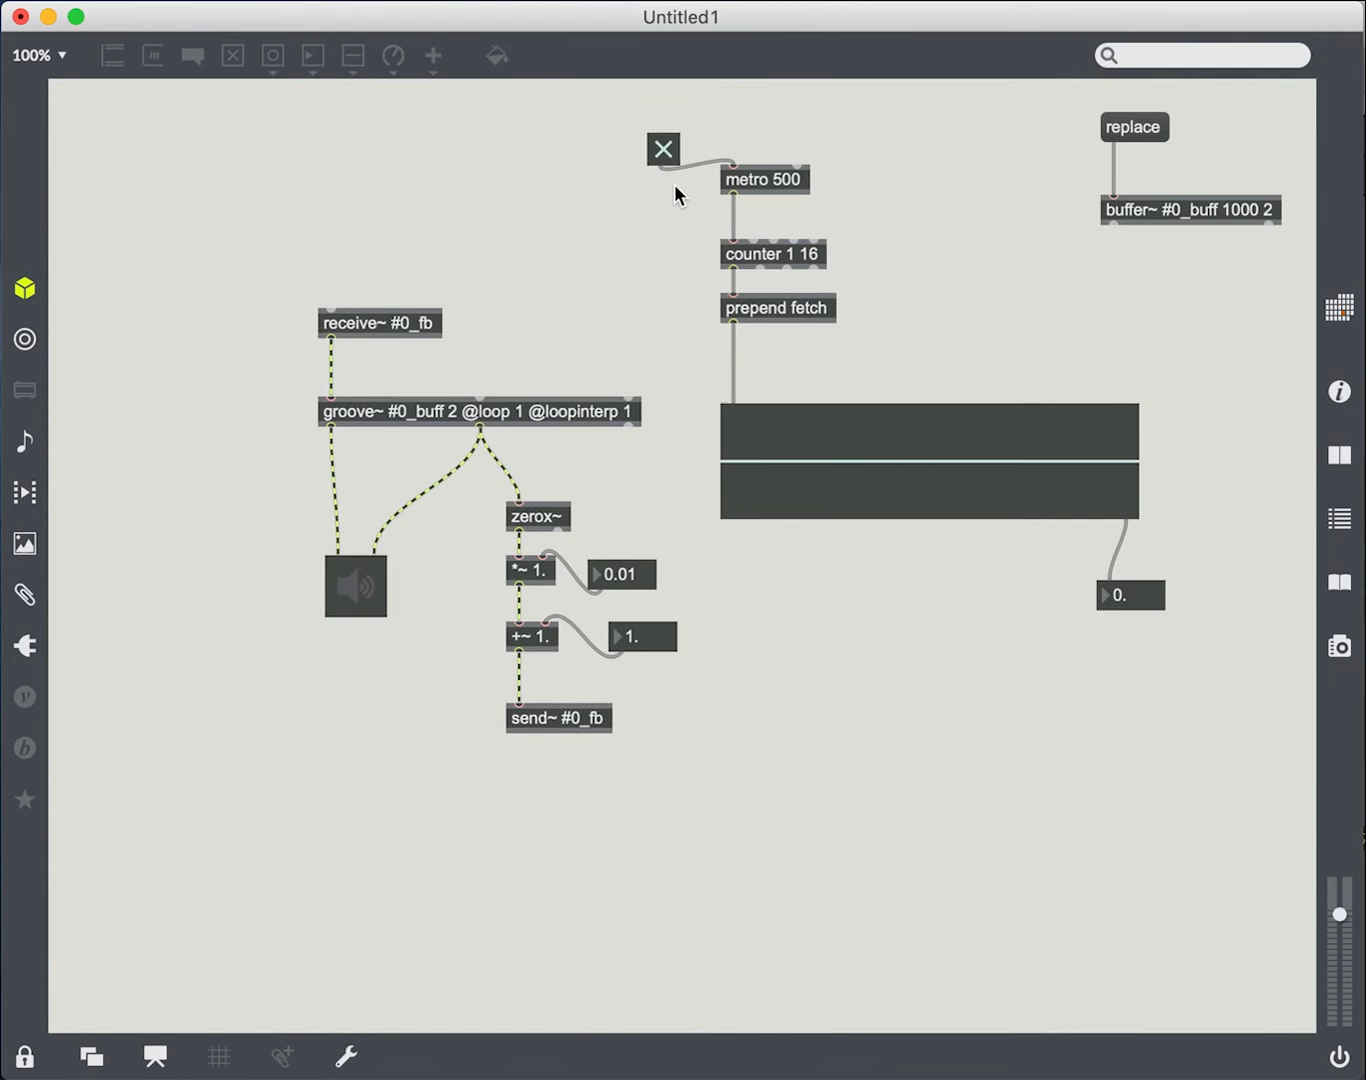 Untitled1
100%
replace
metro 500
buffer~ #0_buff 1000 2
counter 1 16
prepend fetch
receive~ #0_fb
groove~ #0_buff 2 @loop 1 @loopinterp 1
zerox~
*~ 1.
0.01
0.
+~ 1.
1.
send~ #0_fb